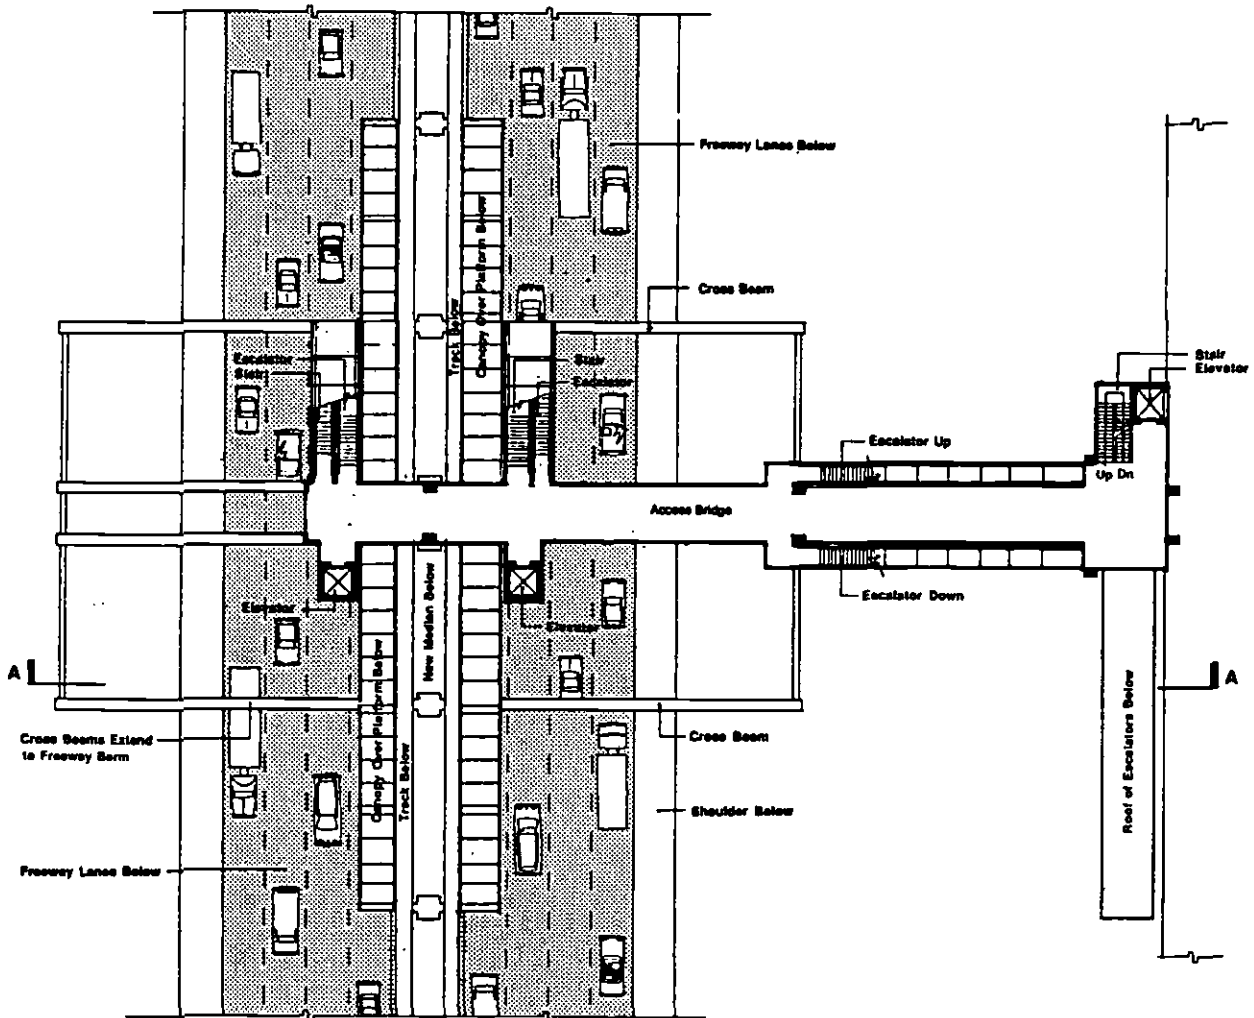 Freeway Lanes Below
Canopy Over Platform Below
Track Below
Cross Beam
Escalator
Stair
Stair
Escalator
Stair
Elevator
Escalator Up
Up Dn
Access Bridge
Escalator Down
Elevator
Elevator
New Median Below
Canopy Over Platform Below
Track Below
A
A
Cross Beams Extend
to Freeway Berm
Cross Beam
Shoulder Below
Roof of Escalators Below
Freeway Lanes Below